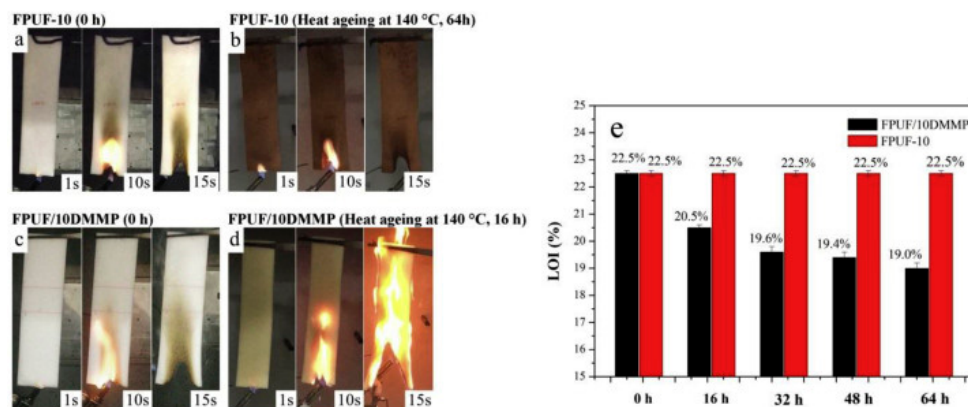 FPUF-10 (0 h)
FPUF-10 (Heat ageing at 140 °C, 64h)
a
b
1s
10s
15s
1s
10s
15s
FPUF/10DMMP (0 h)
FPUF/10DMMP (Heat ageing at 140 °C, 16 h)
c
d
1s
10s
15s
1s
10s
15s
e
FPUF/10DMMP
FPUF-10
LOI (%)
25
24
23
22
21
20
19
18
17
16
15
22.5%
22.5%
22.5%
22.5%
22.5%
22.5%
20.5%
19.6%
19.4%
19.0%
0 h
16 h
32 h
48 h
64 h